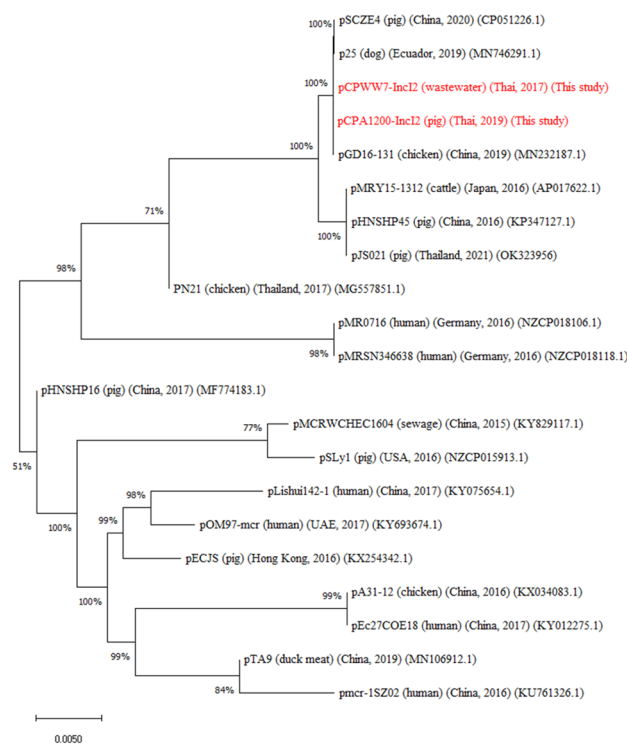 100%
pSCZE4 (pig) (China, 2020) (CP051226.1)
p25 (dog) (Ecuador, 2019) (MN746291.1)
100%
pCPWW7-IncI2 (wastewater) (Thai, 2017) (This study)
pCPA1200-IncI2 (pig) (Thai, 2019) (This study)
100%
pGD16-131 (chicken) (China, 2019) (MN232187.1)
pMRY15-1312 (cattle) (Japan, 2016) (AP017622.1)
71%
pHNSHP45 (pig) (China, 2016) (KP347127.1)
100%
pJS021 (pig) (Thailand, 2021) (OK323956)
98%
PN21 (chicken) (Thailand, 2017) (MG557851.1)
pMR0716 (human) (Germany, 2016) (NZCP018106.1)
98%
pMRSN346638 (human) (Germany, 2016) (NZCP018118.1)
pHNSHP16 (pig) (China, 2017) (MF774183.1)
77%
pMCRWCHEC1604 (sewage) (China, 2015) (KY829117.1)
51%
pSLy1 (pig) (USA, 2016) (NZCP015913.1)
98%
pLishui142-1 (human) (China, 2017) (KY075654.1)
100%
99%
pOM97-mcr (human) (UAE, 2017) (KY693674.1)
pECJS (pig) (Hong Kong, 2016) (KX254342.1)
100%
99%
pA31-12 (chicken) (China, 2016) (KX034083.1)
pEc27COE18 (human) (China, 2017) (KY012275.1)
99%
pTA9 (duck meat) (China, 2019) (MN106912.1)
84%
pmcr-1SZ02 (human) (China, 2016) (KU761326.1)
0.0050